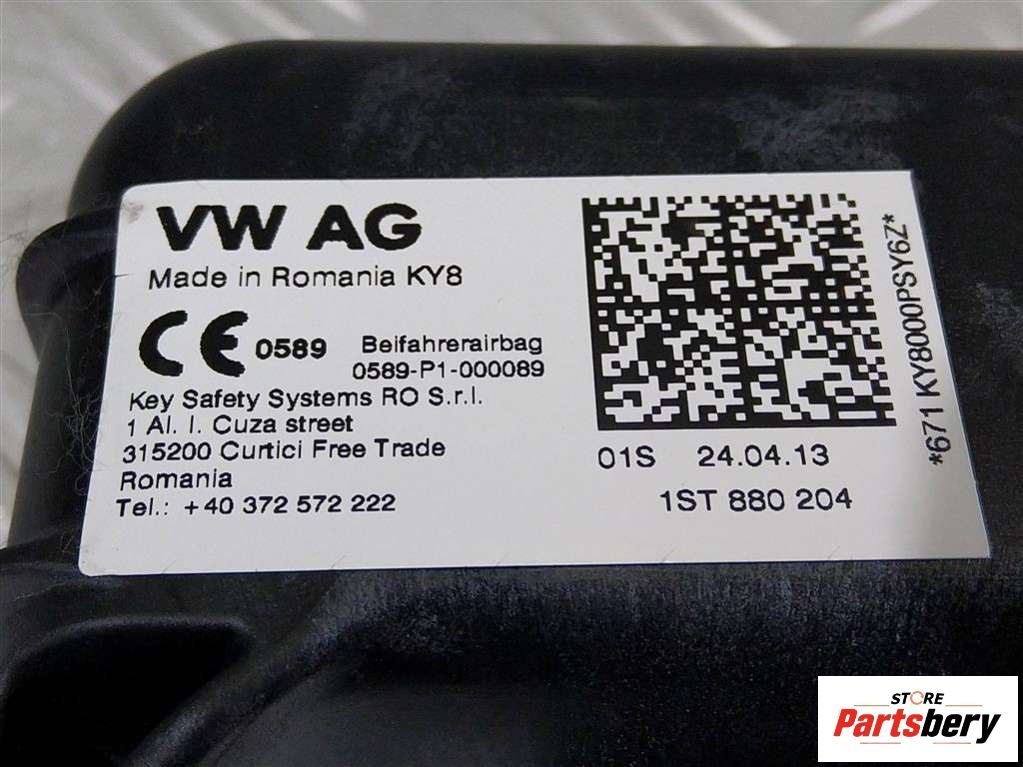 VW AG
Made in Romania KY8
CE 0589 Beifahrerairbag
0589-P1-000089
Key Safety Systems RO S.r.l.
1 Al. I. Cuza street
315200 Curtici Free Trade
Romania
Tel.: +40 372 572 222
01S 24.04.13
1ST 880 204
*671 KY8000PSY6Z*
STORE
Partsbery